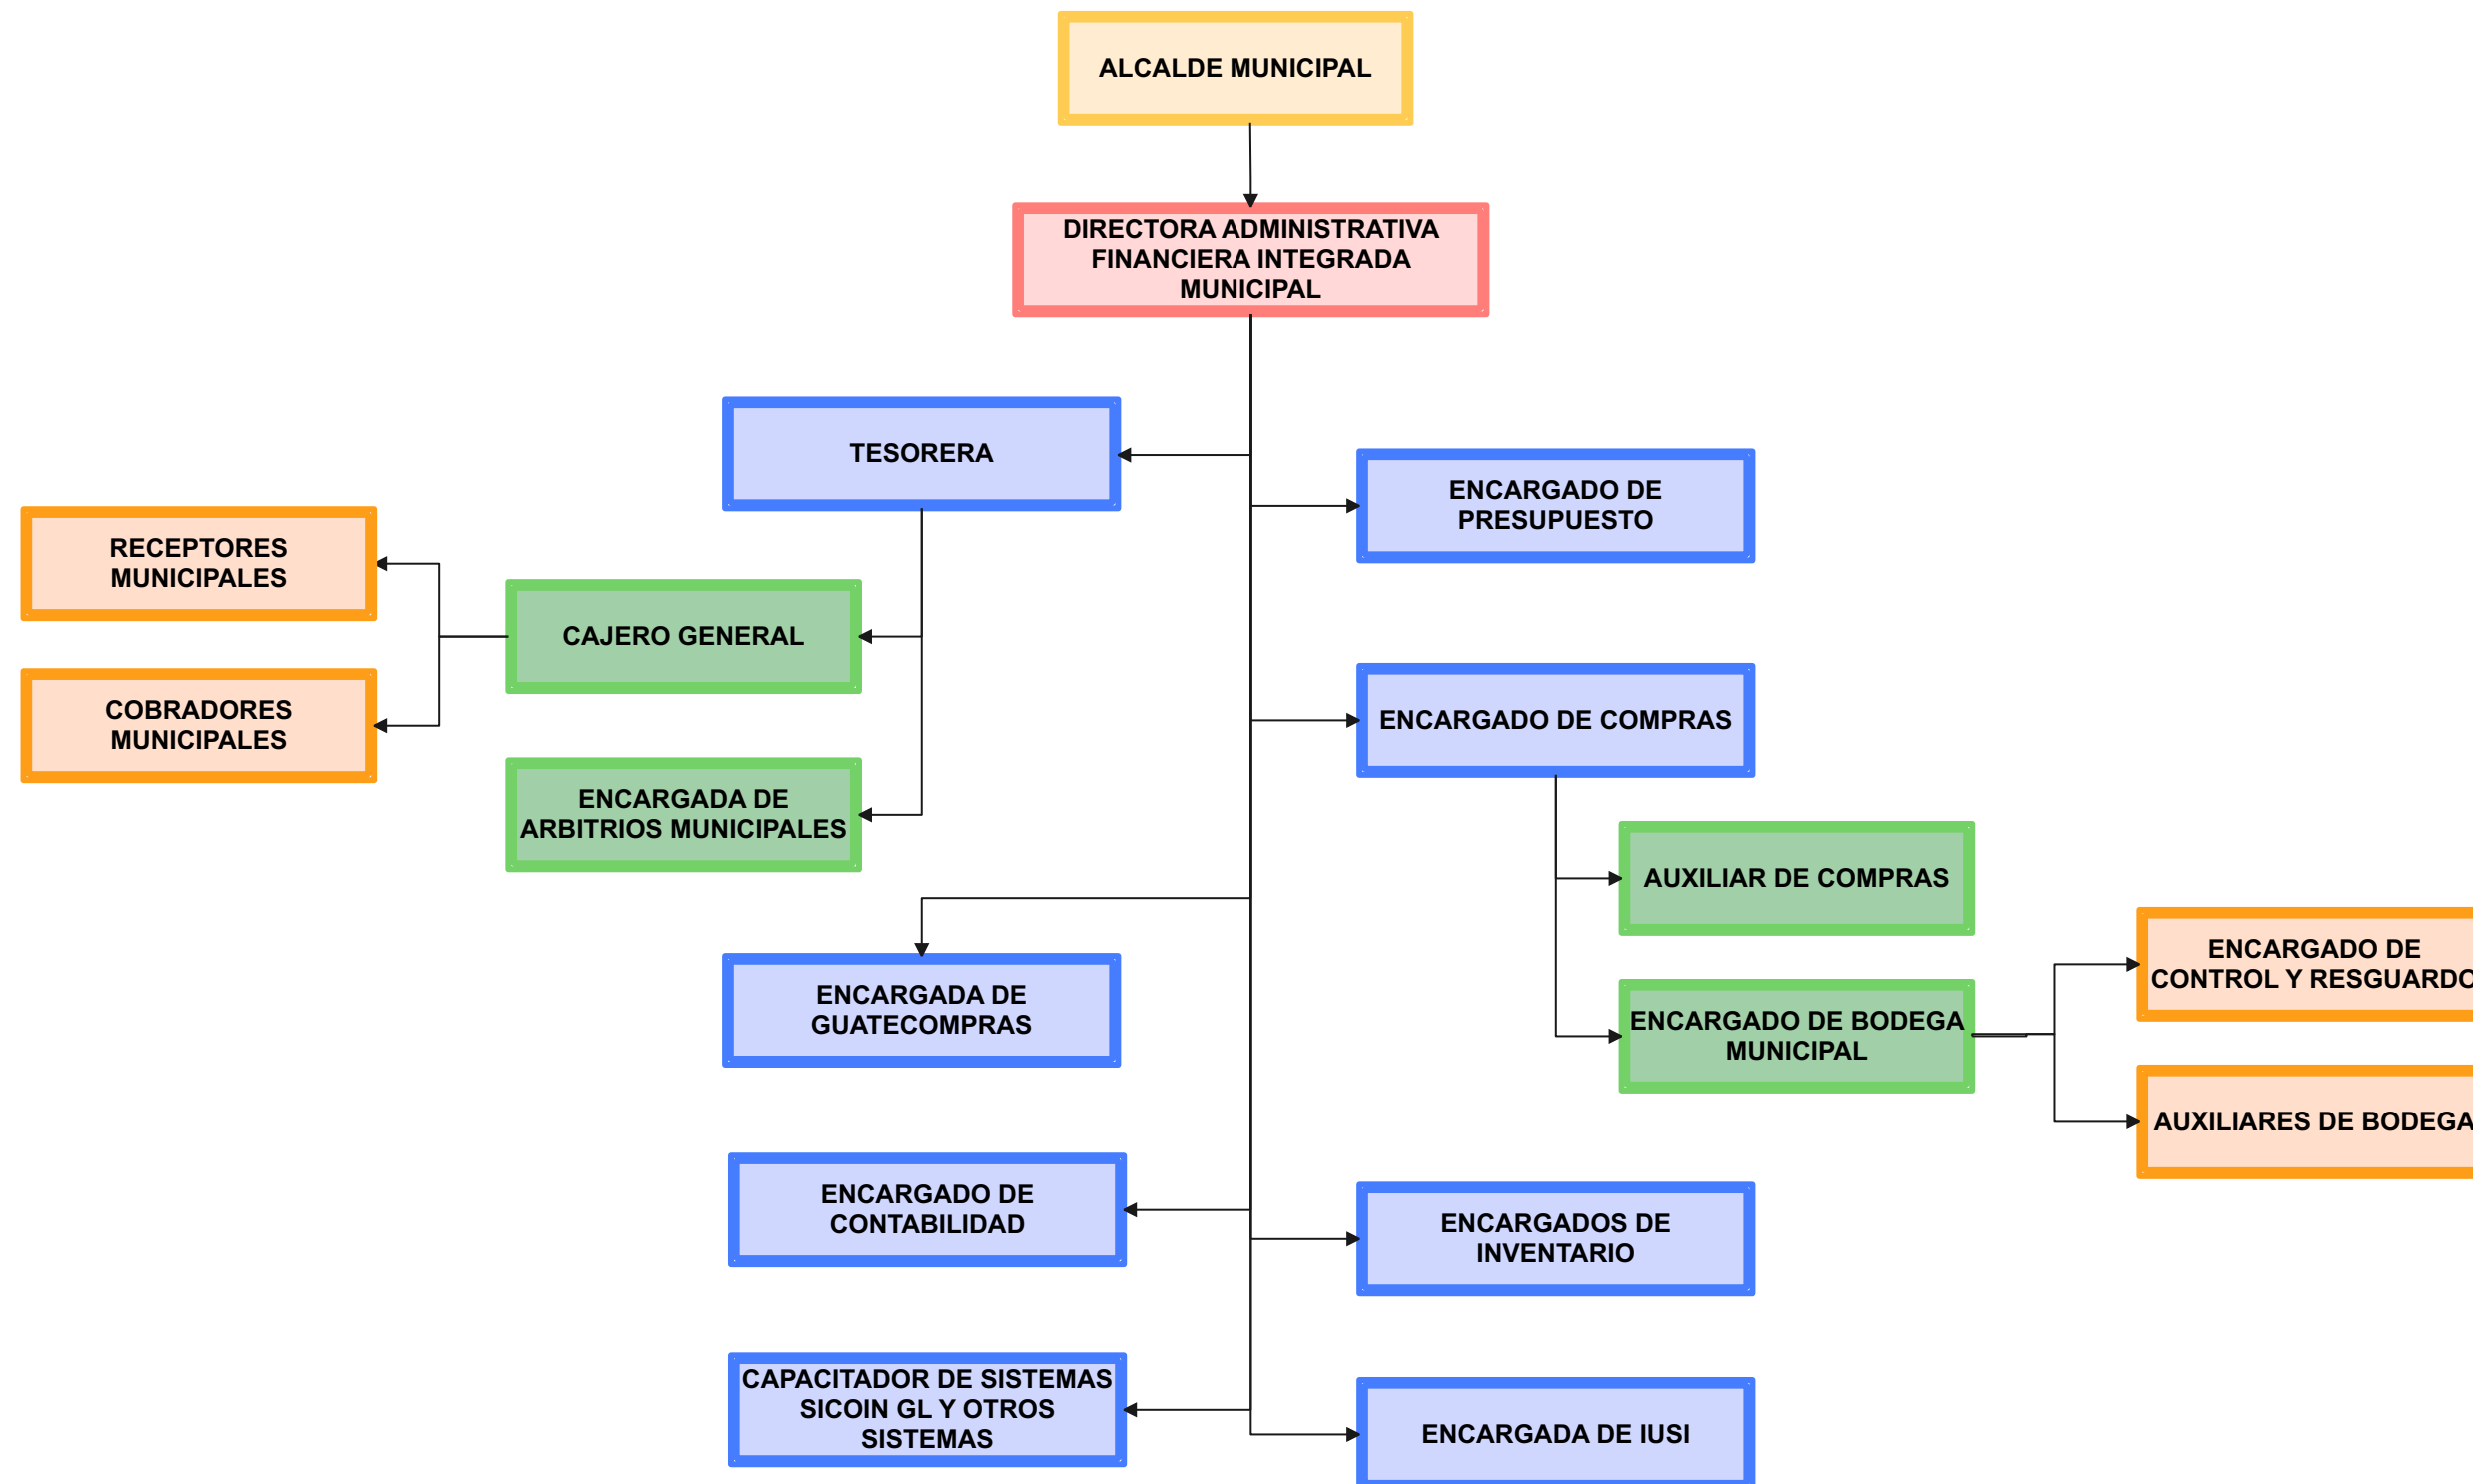 ALCALDE MUNICIPAL
DIRECTORA ADMINISTRATIVA
FINANCIERA INTEGRADA
MUNICIPAL
TESORERA
ENCARGADO DE
PRESUPUESTO
RECEPTORES
MUNICIPALES
CAJERO GENERAL
COBRADORES
MUNICIPALES
ENCARGADO DE COMPRAS
ENCARGADA DE
ARBITRIOS MUNICIPALES
AUXILIAR DE COMPRAS
ENCARGADO DE
CONTROL Y RESGUARDO
ENCARGADA DE
GUATECOMPRAS
ENCARGADO DE BODEGA
MUNICIPAL
AUXILIARES DE BODEGA
ENCARGADO DE
CONTABILIDAD
ENCARGADOS DE
INVENTARIO
CAPACITADOR DE SISTEMAS
SICOIN GL Y OTROS
SISTEMAS
ENCARGADA DE IUSI